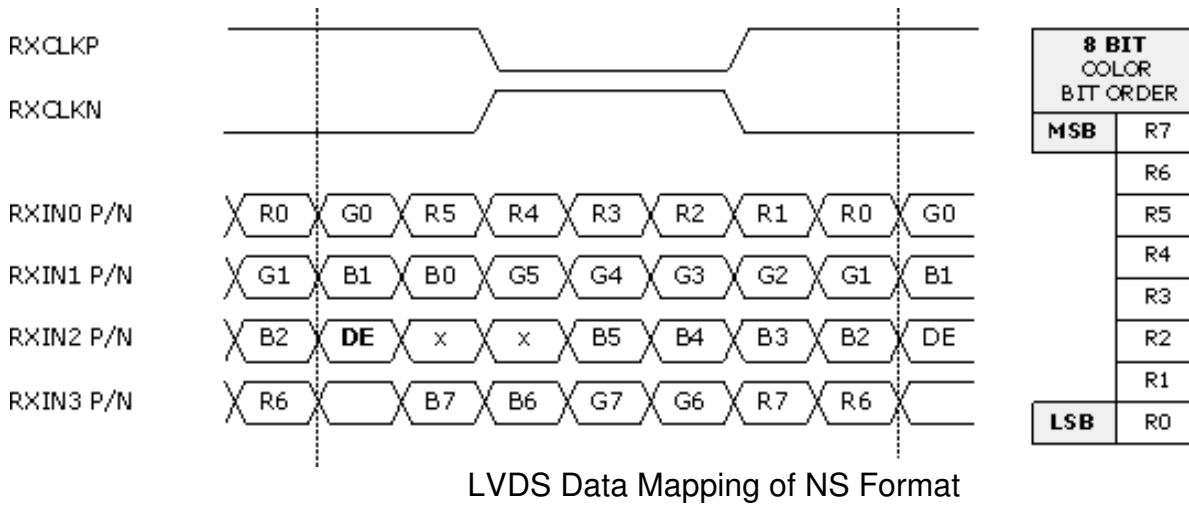 RXCLKP
RXCLKN
RXIN0 P/N R0 G0 R5 R4 R3 R2 R1 R0 G0
RXIN1 P/N G1 B1 B0 G5 G4 G3 G2 G1 B1
RXIN2 P/N B2 DE x x B5 B4 B3 B2 DE
RXIN3 P/N R6 B7 B6 G7 G6 R7 R6
8 BIT
COLOR
BIT ORDER
MSB R7
R6
R5
R4
R3
R2
R1
LSB R0
LVDS Data Mapping of NS Format